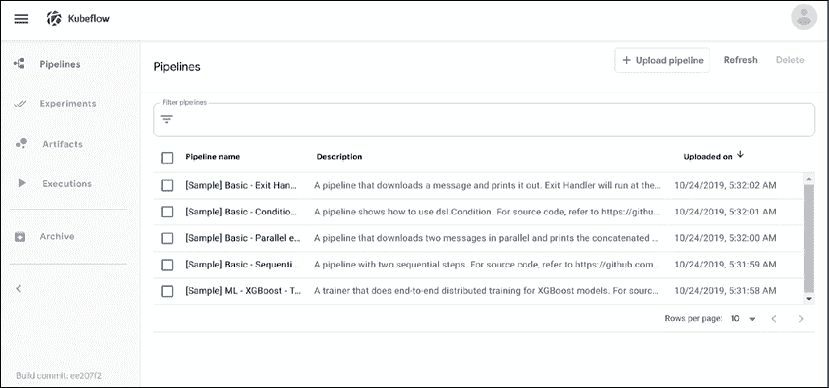 Kubeflow
Pipelines
Experiments
Artifacts
Executions
Archive
Build commit: ee207f2
Pipelines
+ Upload pipeline Refresh Delete
Filter pipelines
Pipeline name Description Uploaded on
[Sample] Basic - Exit Han... A pipeline that downloads a message and prints it out. Exit Handler will run at the... 10/24/2019, 5:32:02 AM
[Sample] Basic - Conditio... A pipeline shows how to use dsl.Condition. For source code, refer to https://githu... 10/24/2019, 5:32:01 AM
[Sample] Basic - Parallel e... A pipeline that downloads two messages in parallel and prints the concatenated ... 10/24/2019, 5:32:00 AM
[Sample] Basic - Sequenti... A pipeline with two sequential steps. For source code, refer to https://github.com... 10/24/2019, 5:31:59 AM
[Sample] ML - XGBoost - T... A trainer that does end-to-end distributed training for XGBoost models. For sourc... 10/24/2019, 5:31:58 AM
Rows per page: 10